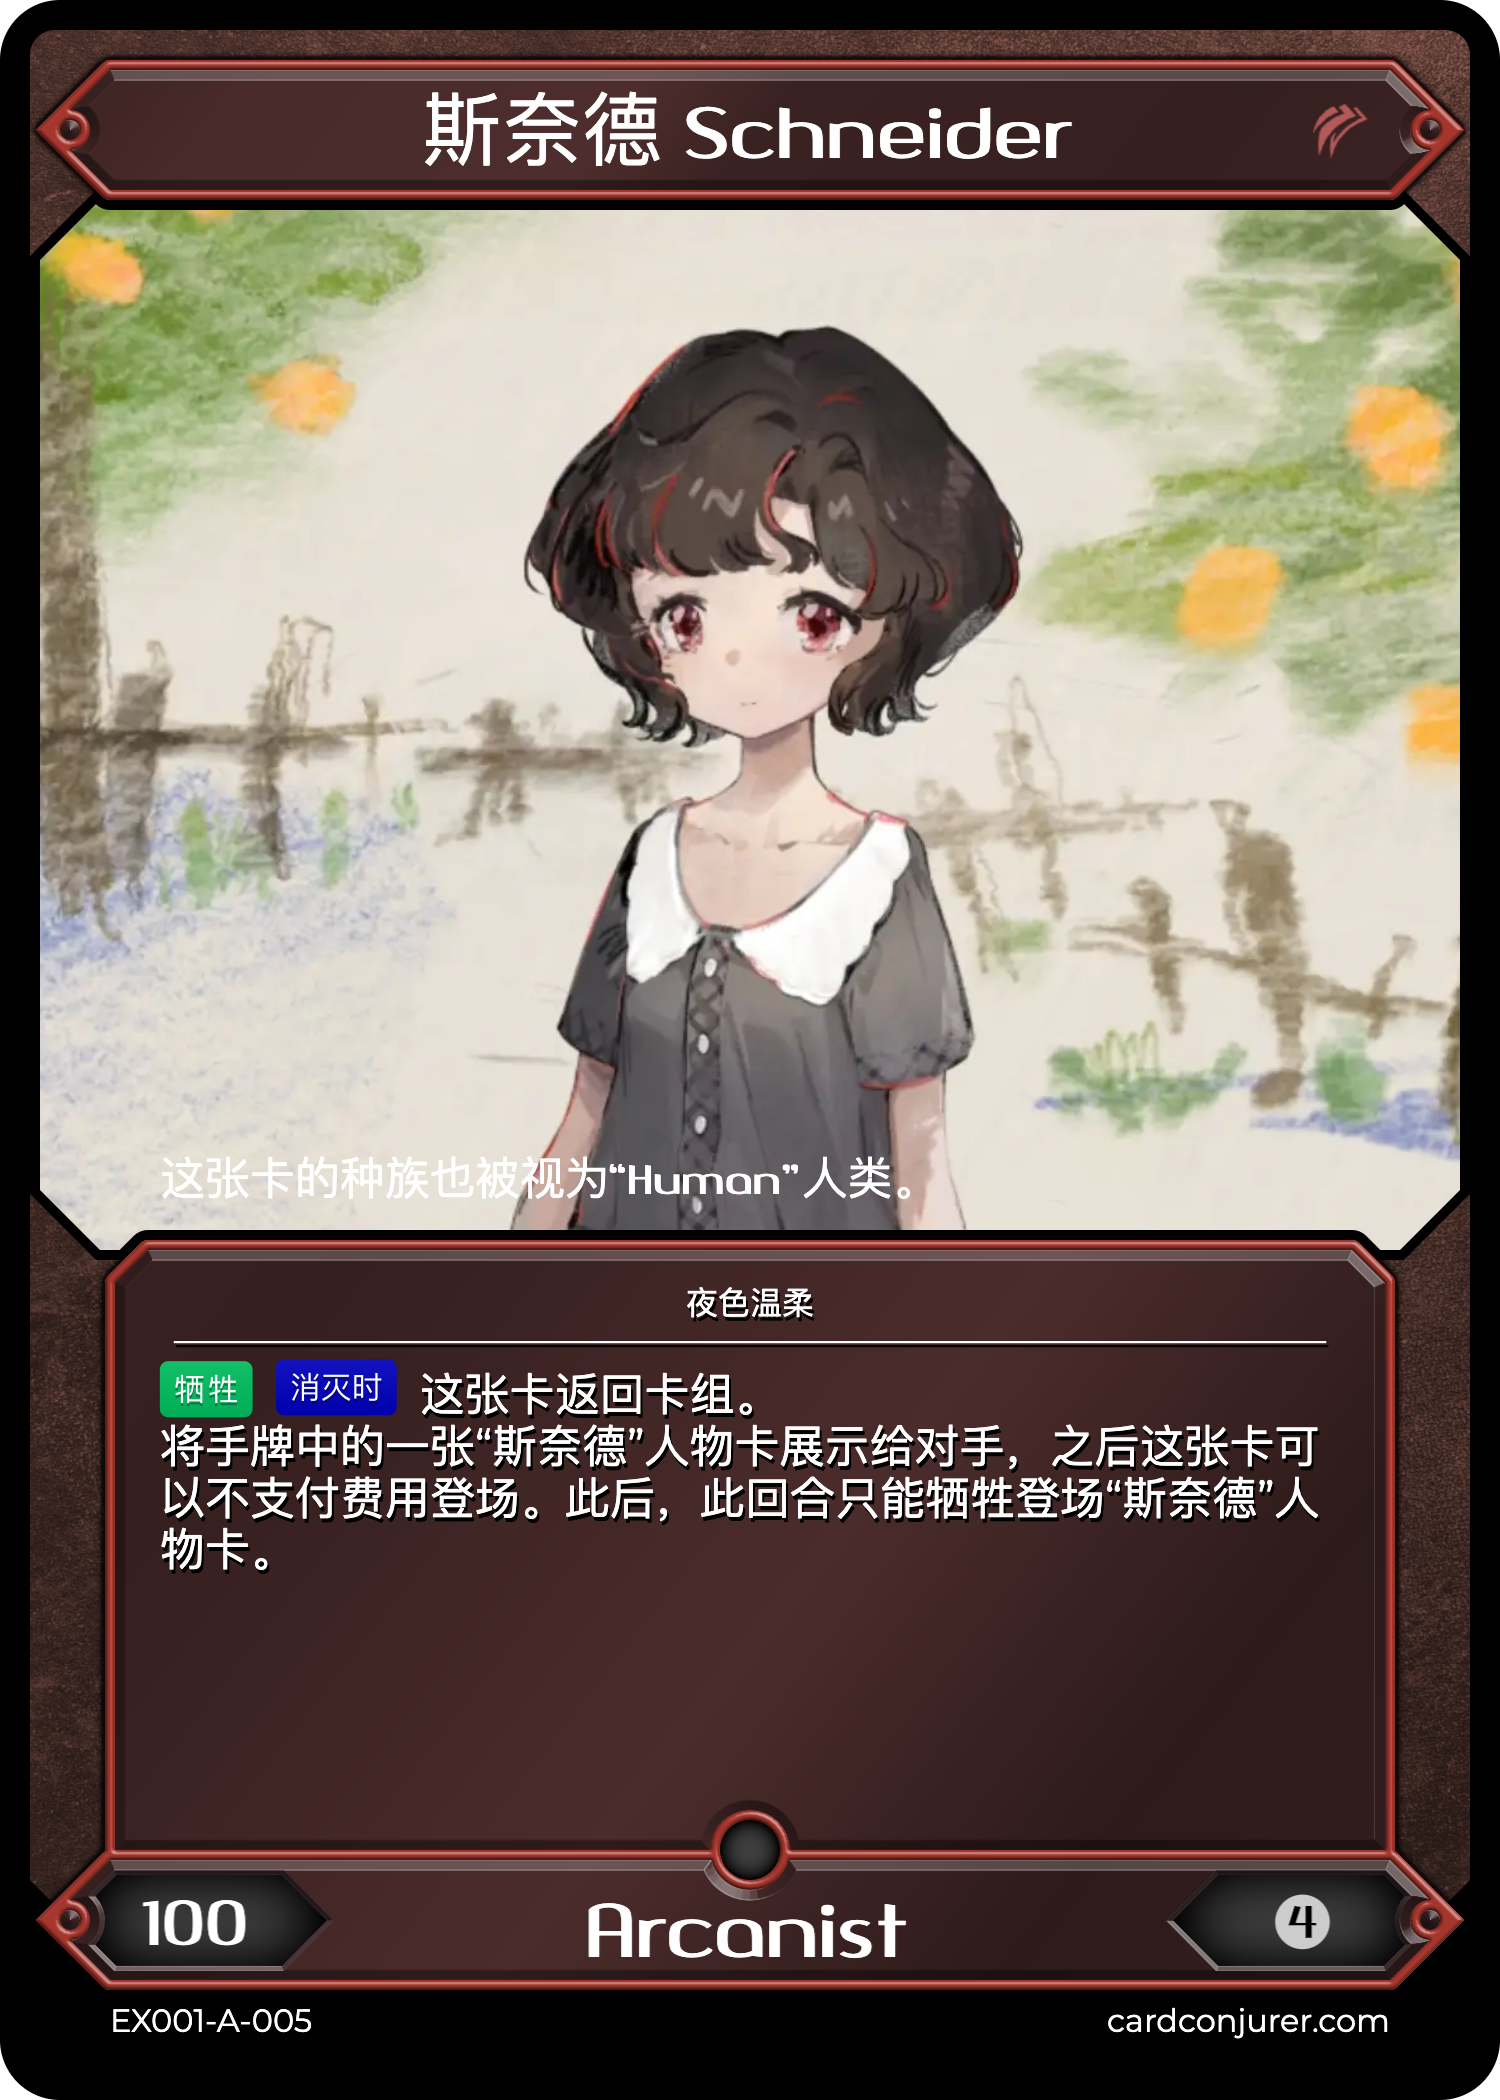 斯奈德 Schneider
这张卡的种族也被视为“Human”人类。
夜色温柔
牺牲 消灭时 这张卡返回卡组。
将手牌中的一张“斯奈德”人物卡展示给对手，之后这张卡可
以不支付费用登场。此后，此回合只能牺牲登场“斯奈德”人
物卡。
100 Arcanist 4
EX001-A-005 cardconjurer.com